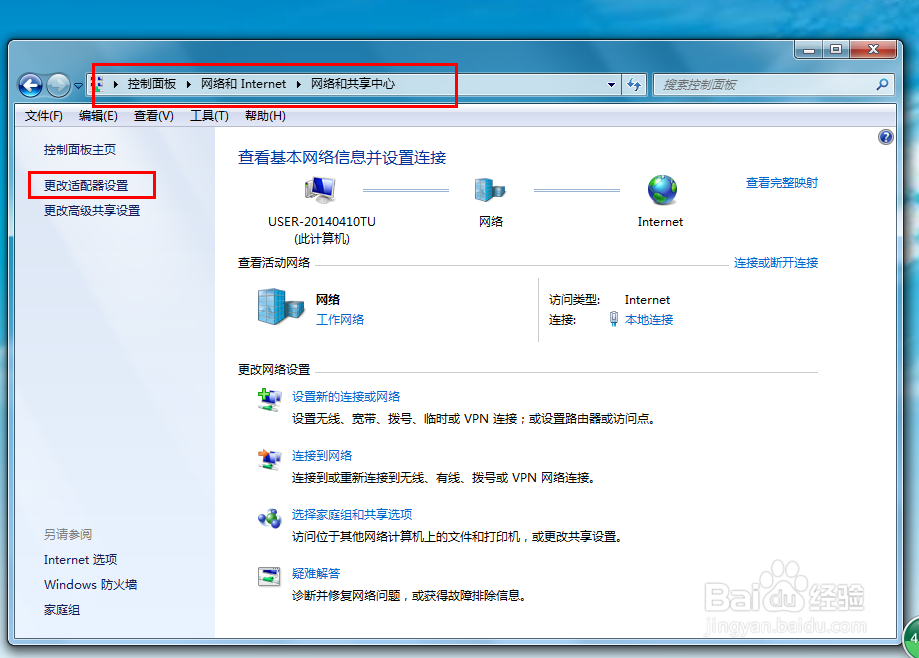 控制面板 网络和 Internet 网络和共享中心
搜索控制面板
文件(F) 编辑(E) 查看(V) 工具(T) 帮助(H)
控制面板主页
更改适配器设置
更改高级共享设置
查看基本网络信息并设置连接
查看完整映射
USER-20140410TU
(此计算机)
网络
Internet
查看活动网络
连接或断开连接
网络
工作网络
访问类型: Internet
连接: 本地连接
更改网络设置
设置新的连接或网络
设置无线、宽带、拨号、临时或 VPN 连接；或设置路由器或访问点。
连接到网络
连接到或重新连接到无线、有线、拨号或 VPN 网络连接。
选择家庭组和共享选项
访问位于其他网络计算机上的文件和打印机，或更改共享设置。
疑难解答
诊断并修复网络问题，或获得故障排除信息。
另请参阅
Internet 选项
Windows 防火墙
家庭组
Baidu 经验
jingyan.baidu.com
4